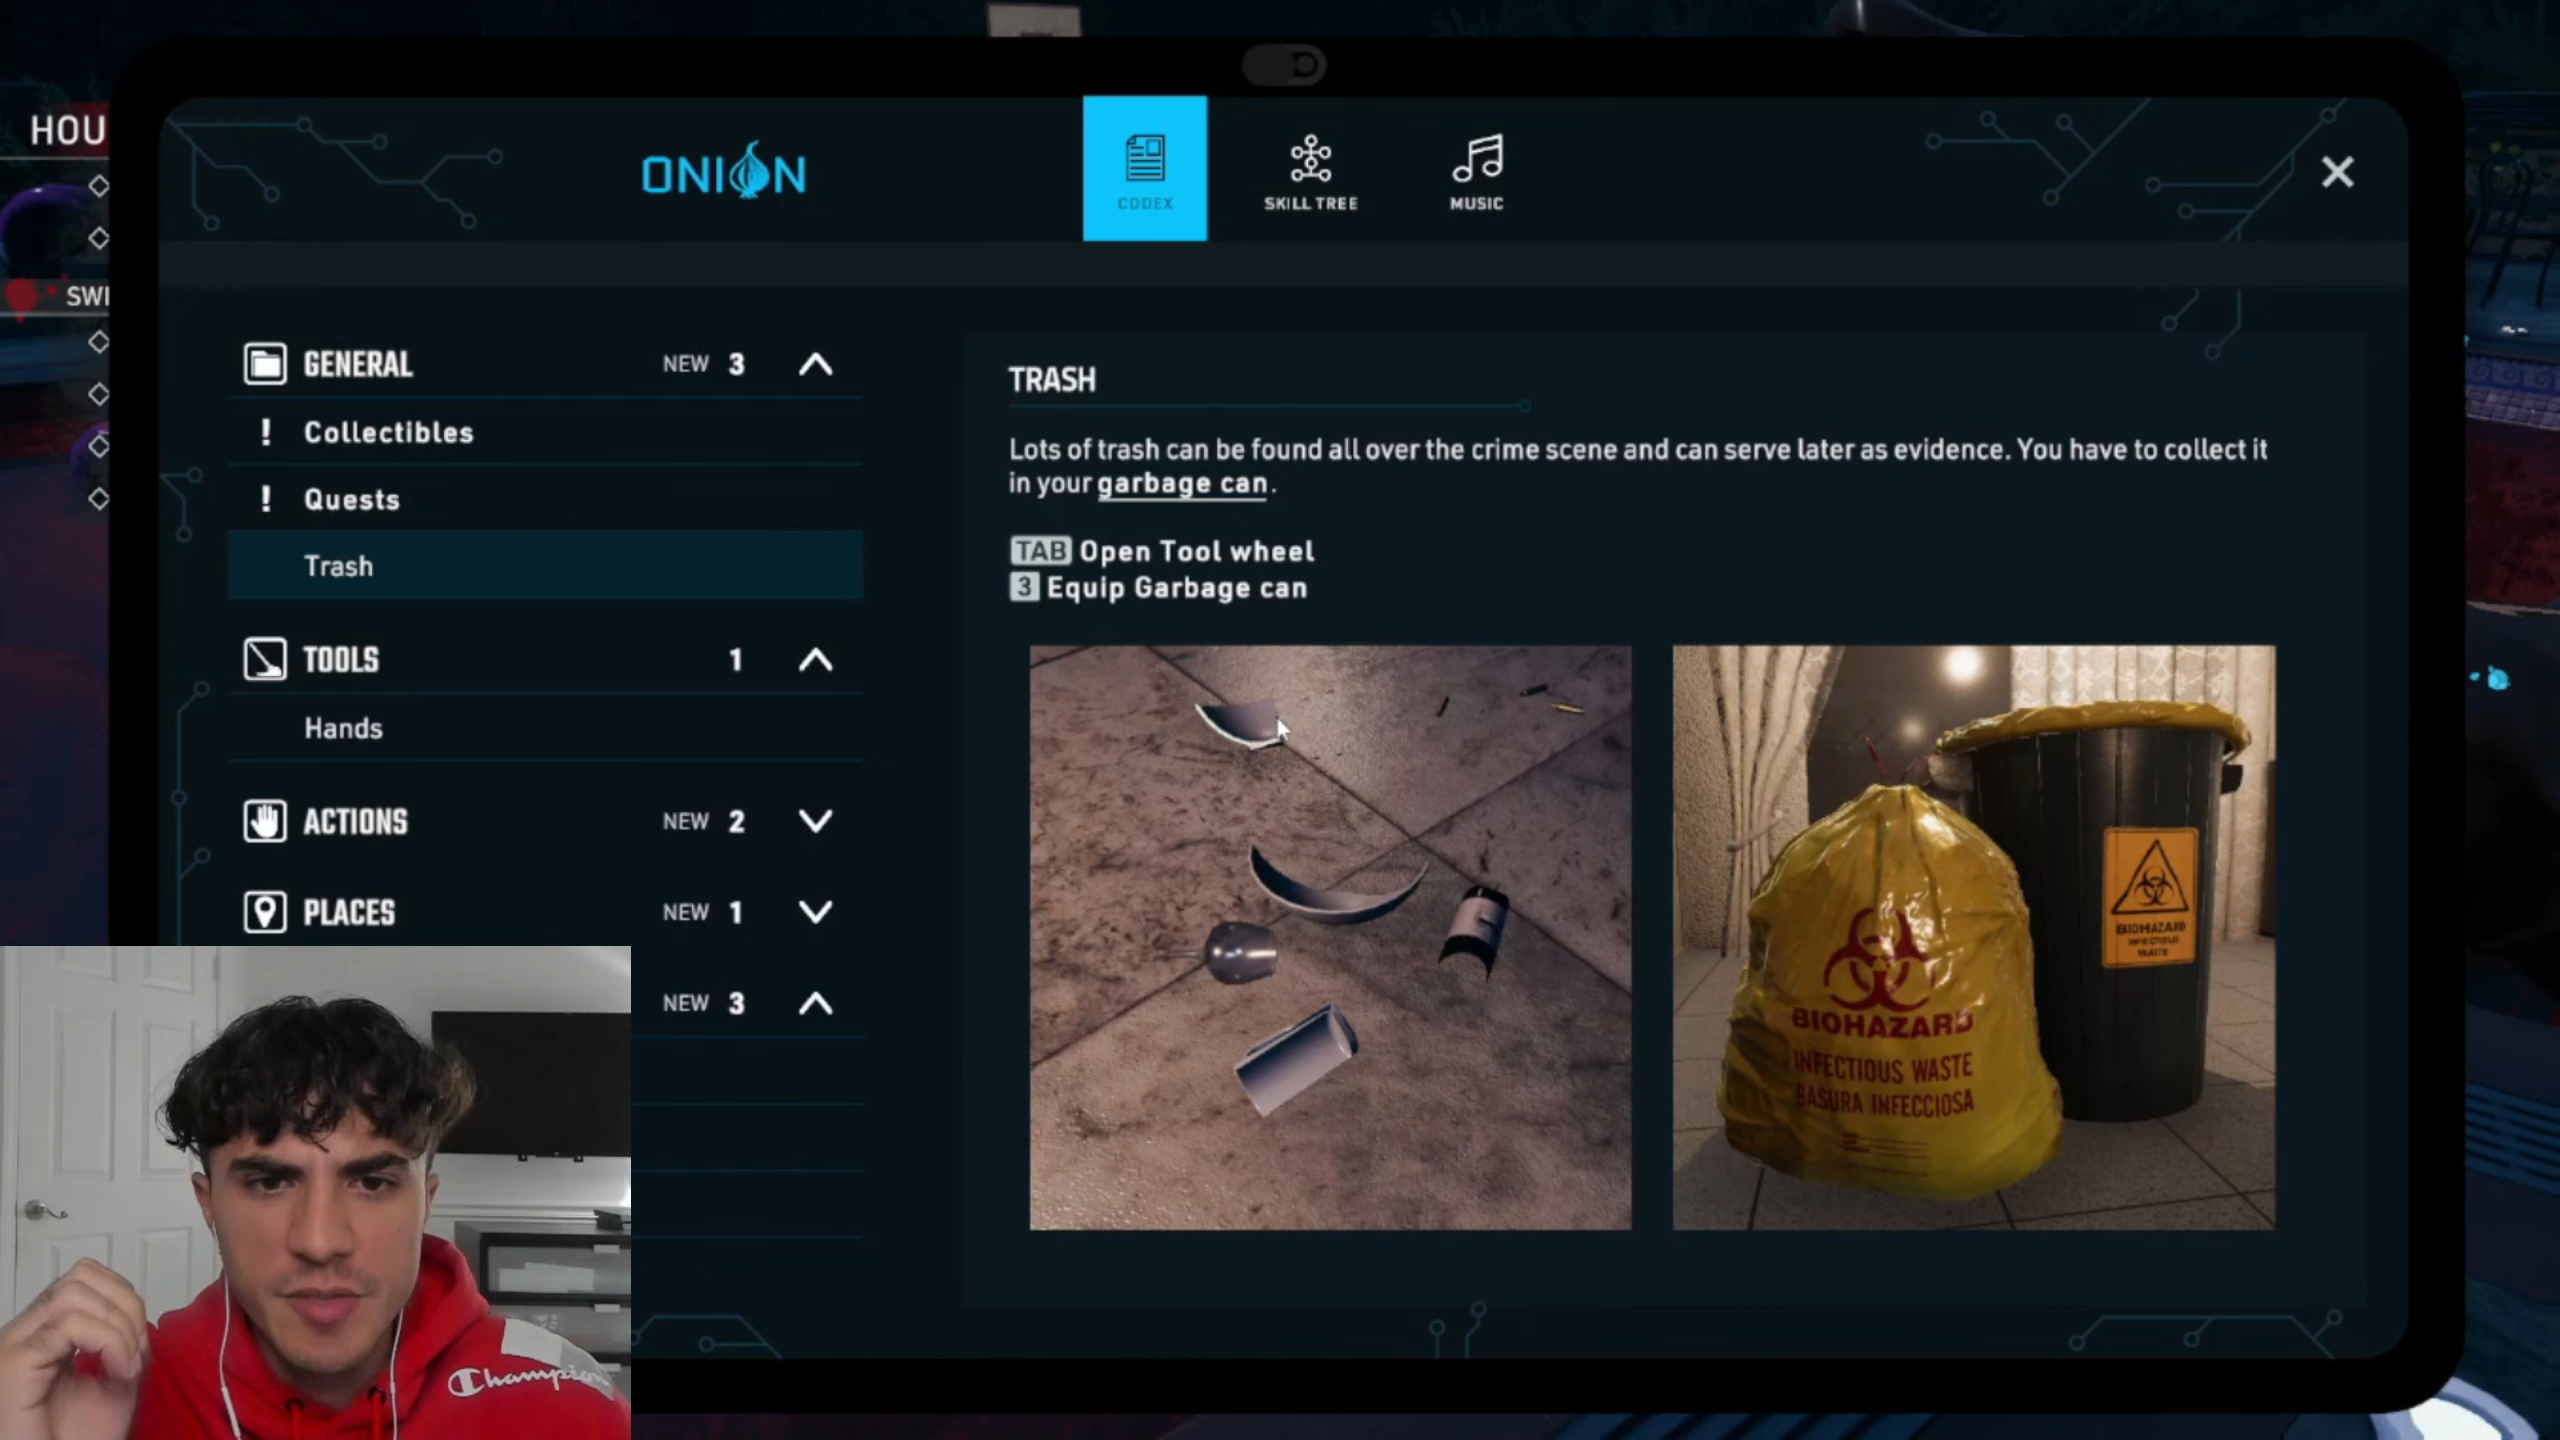 HOU
SWI
ONION
CODEX
SKILL TREE
MUSIC
GENERAL NEW 3
! Collectibles
! Quests
Trash
TOOLS 1
Hands
ACTIONS NEW 2
PLACES NEW 1
NEW 3
TRASH
Lots of trash can be found all over the crime scene and can serve later as evidence. You have to collect it
in your garbage can.
TAB Open Tool wheel
3 Equip Garbage can
BIOHAZARD
INFECTIOUS WASTE
BASURA INFECCIOSA
BIOHAZARD
INFECTIOUS
WASTE
Champion